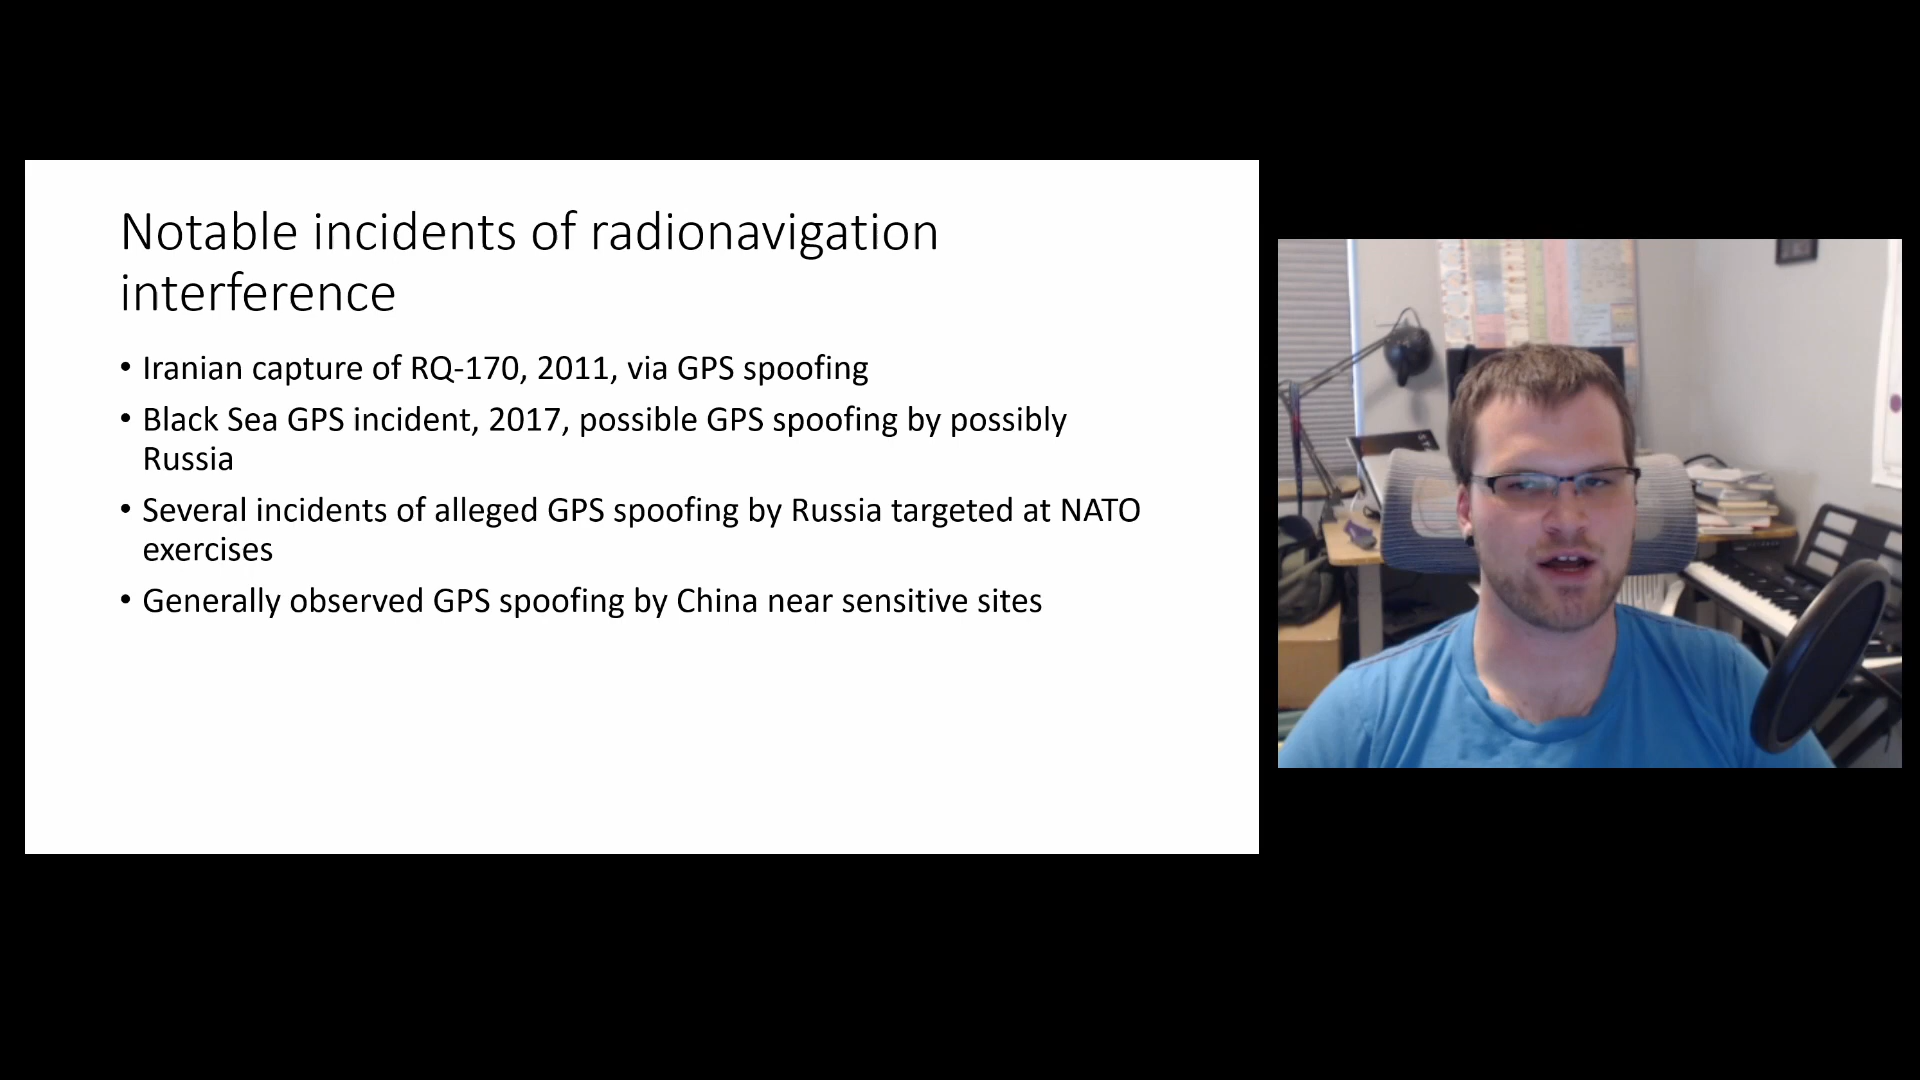 Notable incidents of radionavigation
interference
• Iranian capture of RQ-170, 2011, via GPS spoofing
• Black Sea GPS incident, 2017, possible GPS spoofing by possibly
Russia
• Several incidents of alleged GPS spoofing by Russia targeted at NATO
exercises
• Generally observed GPS spoofing by China near sensitive sites